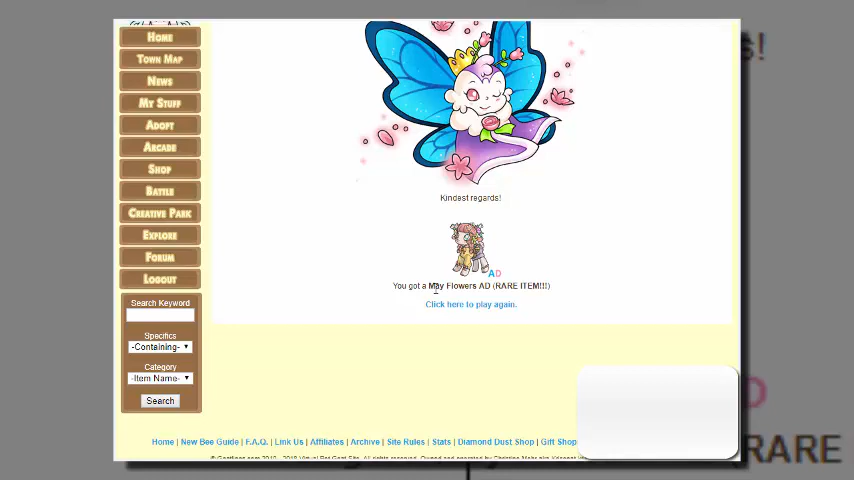 HOME
TOWN MAP
NEWS
MY STUFF
ADOPT
ARCADE
SHOP
BATTLE
CREATIVE PARK
EXPLORE
FORUM
LOGOUT
Search Keyword
Specifics
-Containing-
Category
-Item Name-
Search
Kindest regards!
AD
You got a May Flowers AD (RARE ITEM!!!)
Click here to play again.
Home | New Bee Guide | F.A.Q. | Link Us | Affiliates | Archive | Site Rules | Stats | Diamond Dust Shop | Gift Shop
s!
D
(RARE